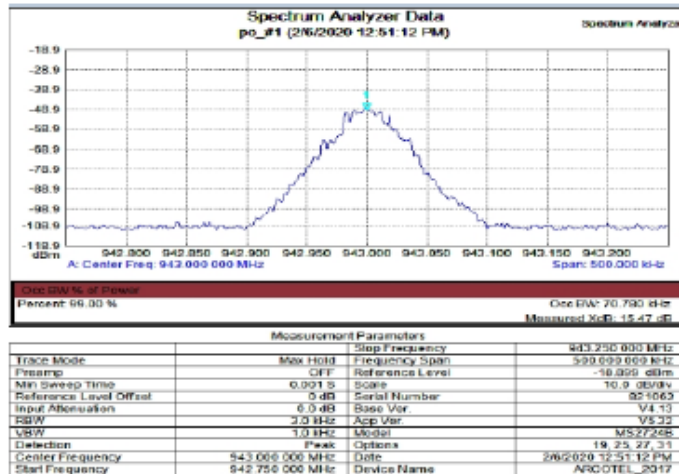 Spectrum Analyzer Data
po_#1 (2/6/2020 12:51:12 PM)
Spectrum Analyze
-18.9
-28.9
-38.9
-48.9
-58.9
-68.9
-78.9
-88.9
-98.9
-108.9
-118.9
dBm
942.800 942.850 942.900 942.950 943.000 943.050 943.100 943.150 943.200
A: Center Freq: 943.000 000 MHz Span: 500.000 kHz
1
Occ BW % of Power
Percent: 99.00 % Occ BW: 70.790 kHz
Measured XdB: 15.47 dB
Measurement Parameters
Stop Frequency 943.250 000 MHz
Trace Mode Max Hold Frequency Span 500.000 000 kHz
Preamp OFF Reference Level -18.899 dBm
Min Sweep Time 0.001 S Scale 10.0 dB/div
Reference Level Offset 0 dB Serial Number
Input Attenuation 0.0 dB Base Ver. V4.13
RBW 3.0 kHz App Ver. V5.32
VBW 1.0 kHz Model MS2724B
Detection Peak Options 19, 25, 27, 31
Center Frequency 943.000 000 MHz Date 2/6/2020 12:51:12 PM
Start Frequency 942.750 000 MHz Device Name